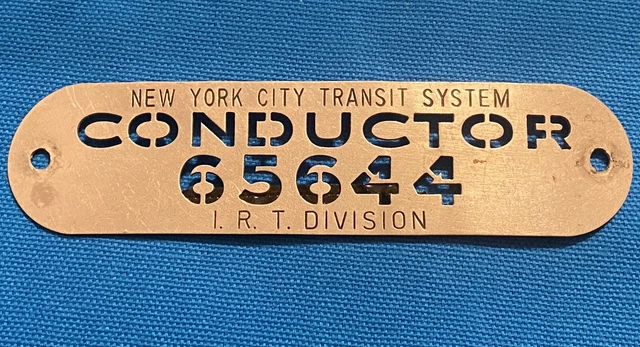 NEW YORK CITY TRANSIT SYSTEM
CONDUCTOR
65644
I. R. T. DIVISION